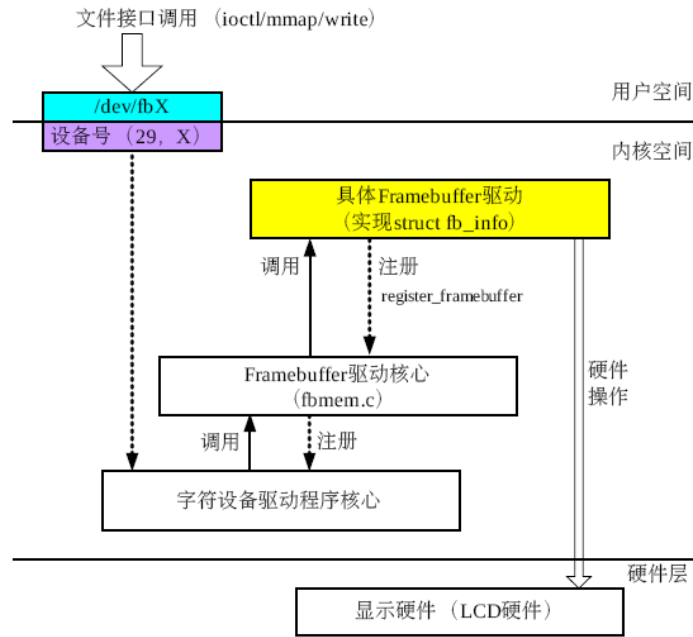 文件接口调用 （ioctl/mmap/write）
用户空间
/dev/fbX
设备号（29，X）
内核空间
具体Framebuffer驱动
（实现struct fb_info）
调用
注册
register_framebuffer
Framebuffer驱动核心
（fbmem.c）
硬件
操作
调用
注册
字符设备驱动程序核心
硬件层
显示硬件（LCD硬件）